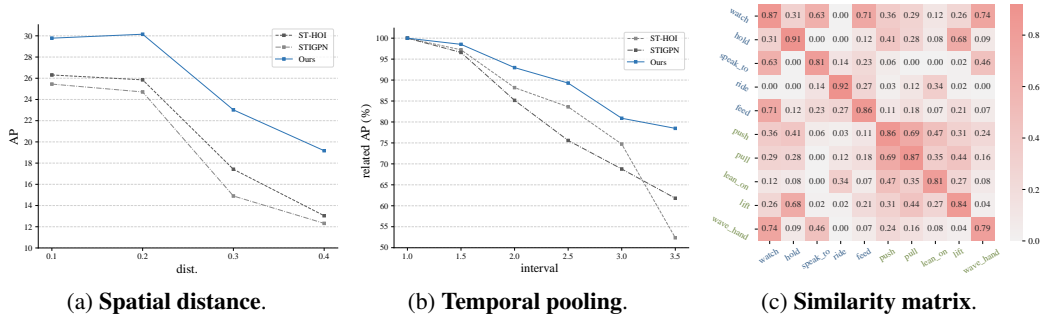 30
28
26
24
22
20
18
16
14
12
10
AP
0.1 0.2 0.3 0.4
dist.
ST-HOI
STIGPN
Ours
(a) Spatial distance.
100
95
90
85
80
75
70
65
60
55
50
related AP (%)
1.0 1.5 2.0 2.5 3.0 3.5
interval
ST-HOI
STIGPN
Ours
(b) Temporal pooling.
watch 0.87 0.31 0.63 0.00 0.71 0.36 0.29 0.12 0.26 0.74
hold 0.31 0.91 0.00 0.00 0.12 0.41 0.28 0.08 0.68 0.09
speak_to 0.63 0.00 0.81 0.14 0.23 0.06 0.00 0.00 0.02 0.46
ride 0.00 0.00 0.14 0.92 0.27 0.03 0.12 0.34 0.02 0.00
feed 0.71 0.12 0.23 0.27 0.86 0.11 0.18 0.07 0.21 0.07
push 0.36 0.41 0.06 0.03 0.11 0.86 0.69 0.47 0.31 0.24
pull 0.29 0.28 0.00 0.12 0.18 0.69 0.87 0.35 0.44 0.16
lean_on 0.12 0.08 0.00 0.34 0.07 0.47 0.35 0.81 0.27 0.08
lift 0.26 0.68 0.02 0.02 0.21 0.31 0.44 0.27 0.84 0.04
wave_hand 0.74 0.09 0.46 0.00 0.07 0.24 0.16 0.08 0.04 0.79
watch hold speak_to ride feed push pull lean_on lift wave_hand
0.8
0.6
0.4
0.2
0.0
(c) Similarity matrix.